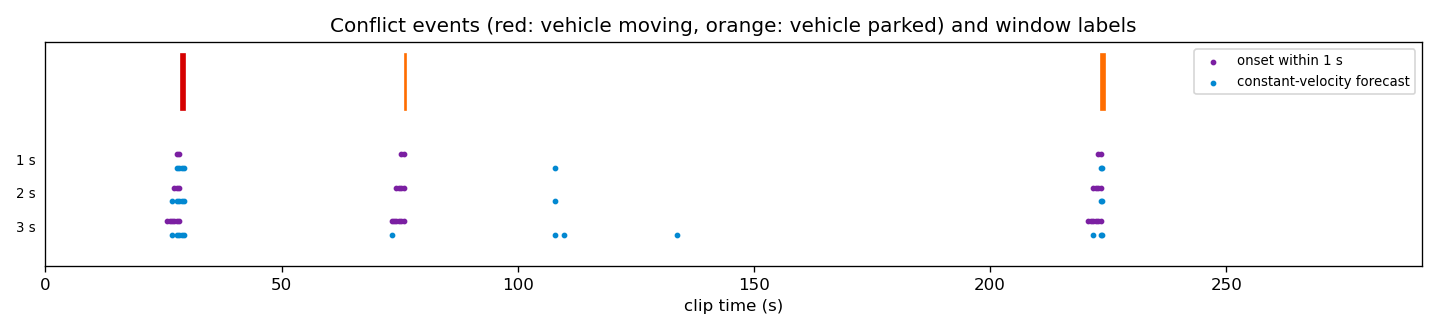 Conflict events (red: vehicle moving, orange: vehicle parked) and window labels
onset within 1 s
constant-velocity forecast
1 s
2 s
3 s
0 50 100 150 200 250
clip time (s)